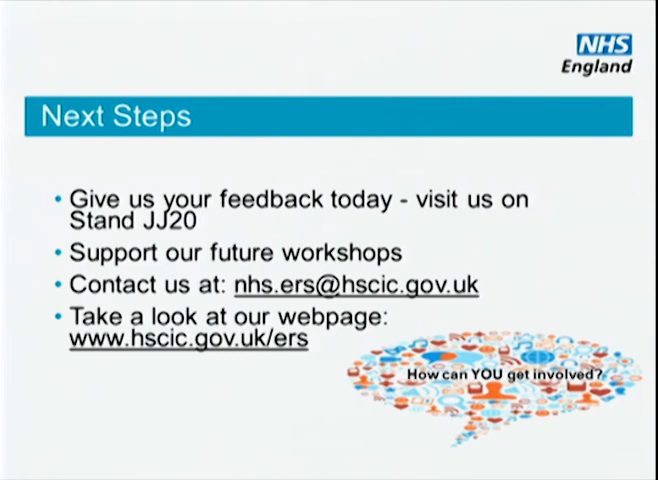 NHS
England
Next Steps
• Give us your feedback today - visit us on
Stand JJ20
• Support our future workshops
• Contact us at: nhs.ers@hscic.gov.uk
• Take a look at our webpage:
www.hscic.gov.uk/ers
How can YOU get involved?